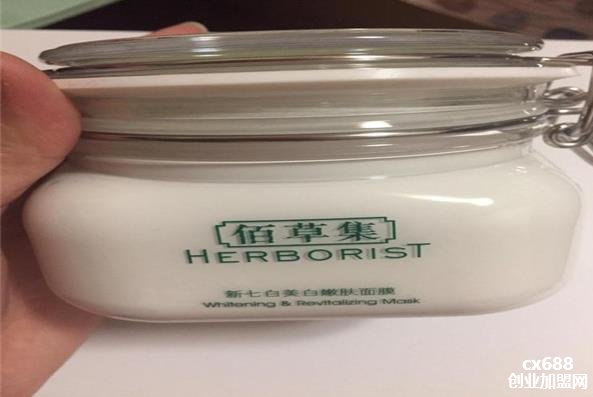 佰草集
HERBORIST
新七白美白嫩肤面膜
Whitening & Revitalizing Mask
cx688
创业加盟网